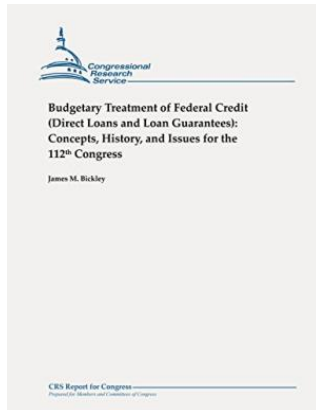 Congressional
Research
Service
Budgetary Treatment of Federal Credit
(Direct Loans and Loan Guarantees):
Concepts, History, and Issues for the
112th Congress
James M. Bickley
CRS Report for Congress
Prepared for Members and Committees of Congress